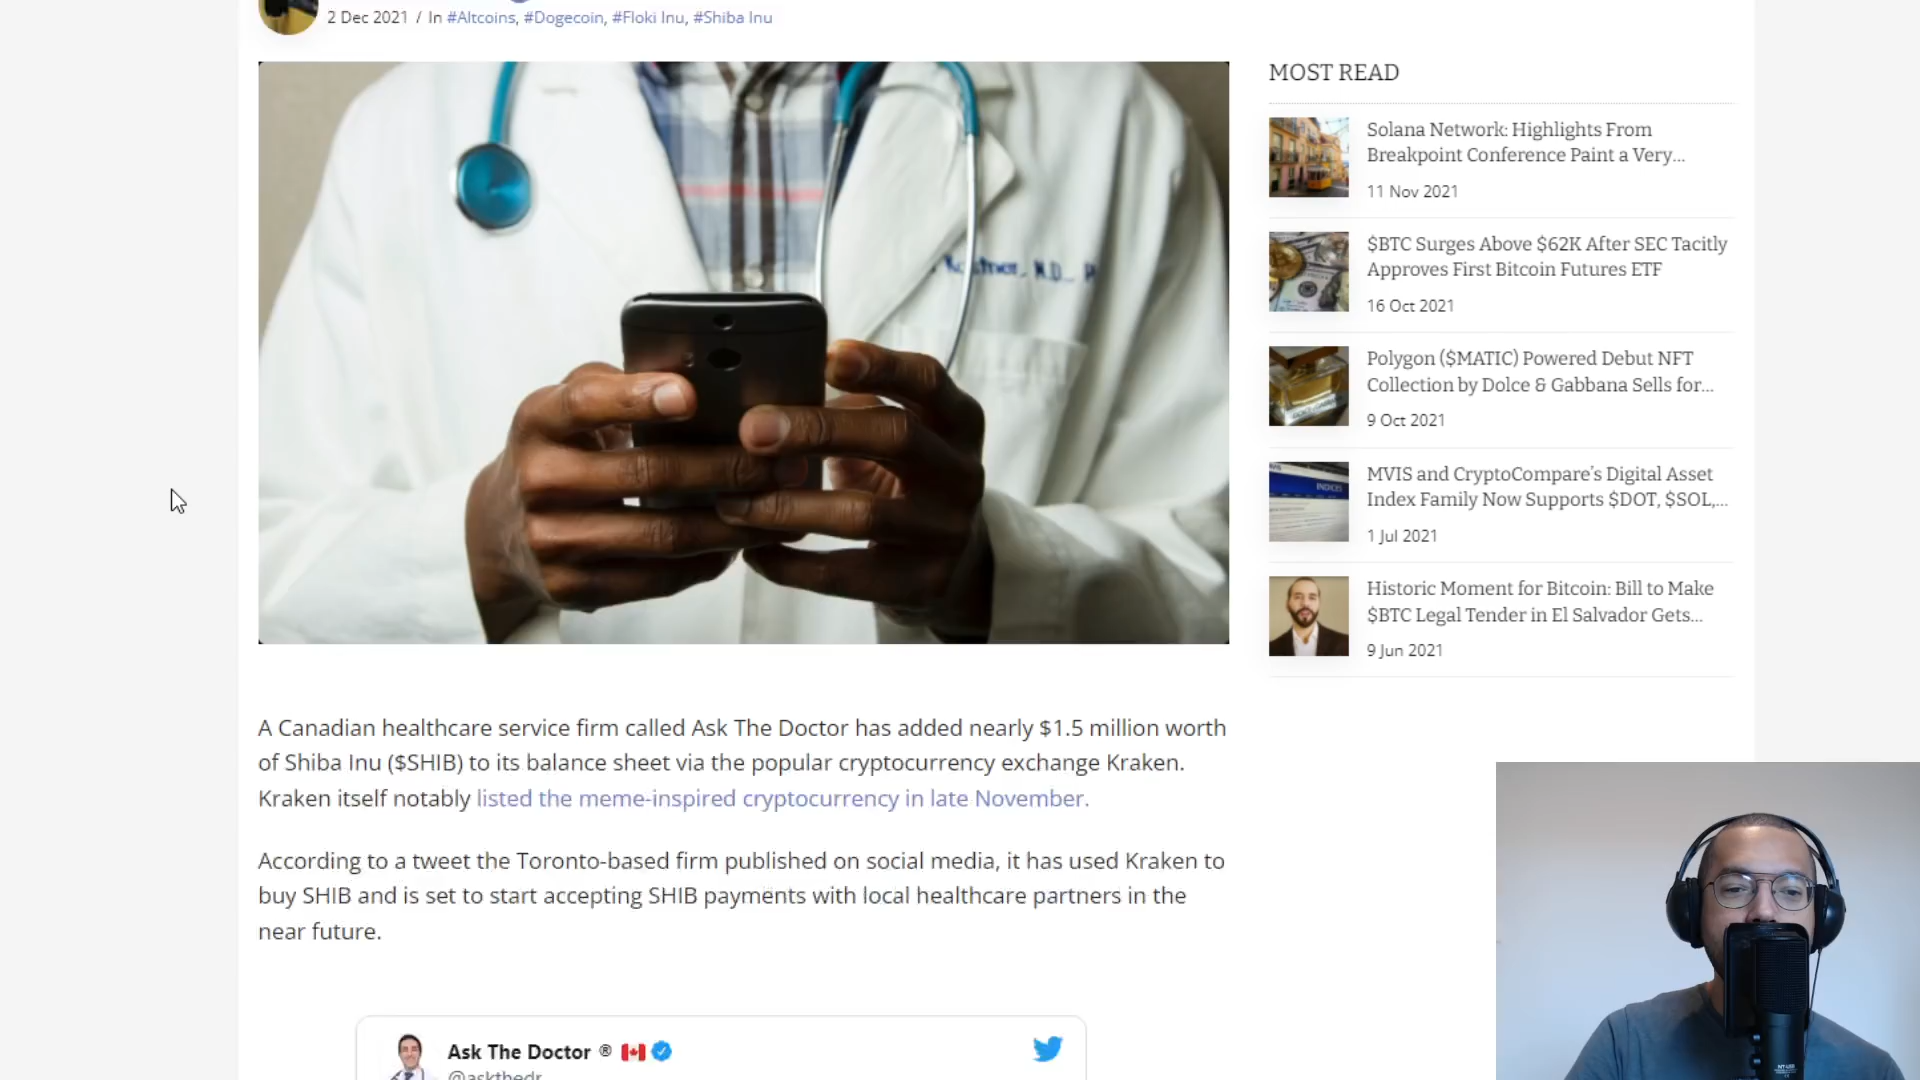 2 Dec 2021 / In #Altcoins, #Dogecoin, #Floki Inu, #Shiba Inu
MOST READ
Solana Network: Highlights From
Breakpoint Conference Paint a Very...
11 Nov 2021
$BTC Surges Above $62K After SEC Tacitly
Approves First Bitcoin Futures ETF
16 Oct 2021
Polygon ($MATIC) Powered Debut NFT
Collection by Dolce & Gabbana Sells for...
9 Oct 2021
MVIS and CryptoCompare’s Digital Asset
Index Family Now Supports $DOT, $SOL,...
1 Jul 2021
Historic Moment for Bitcoin: Bill to Make
$BTC Legal Tender in El Salvador Gets...
9 Jun 2021
A Canadian healthcare service firm called Ask The Doctor has added nearly $1.5 million worth
of Shiba Inu ($SHIB) to its balance sheet via the popular cryptocurrency exchange Kraken.
Kraken itself notably listed the meme-inspired cryptocurrency in late November.
According to a tweet the Toronto-based firm published on social media, it has used Kraken to
buy SHIB and is set to start accepting SHIB payments with local healthcare partners in the
near future.
Ask The Doctor ®
@askthedr